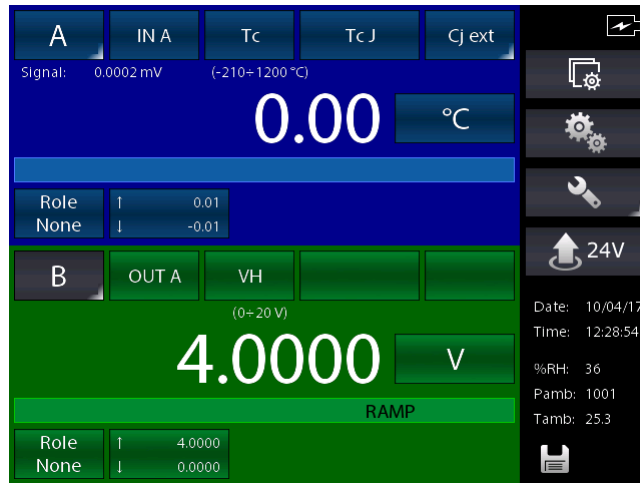 A IN A Tc Tc J Cj ext
Signal: 0.0002 mV (-210÷1200 °C)
0.00 °C
Role ↑ 0.01
None ↓ -0.01
B OUT A VH
(0÷20 V)
4.0000 V
RAMP
Role ↑ 4.0000
None ↓ 0.0000
24V
Date: 10/04/17
Time: 12:28:54
%RH: 36
Pamb: 1001
Tamb: 25.3